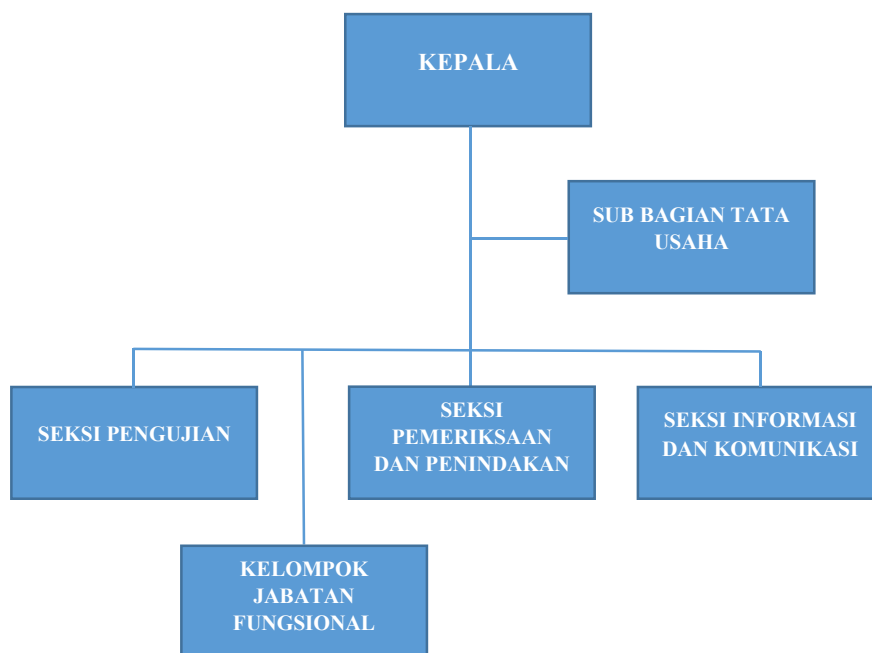 KEPALA
SUB BAGIAN TATA
USAHA
SEKSI PENGUJIAN
SEKSI
PEMERIKSAAN
DAN PENINDAKAN
SEKSI INFORMASI
DAN KOMUNIKASI
KELOMPOK
JABATAN
FUNGSIONAL